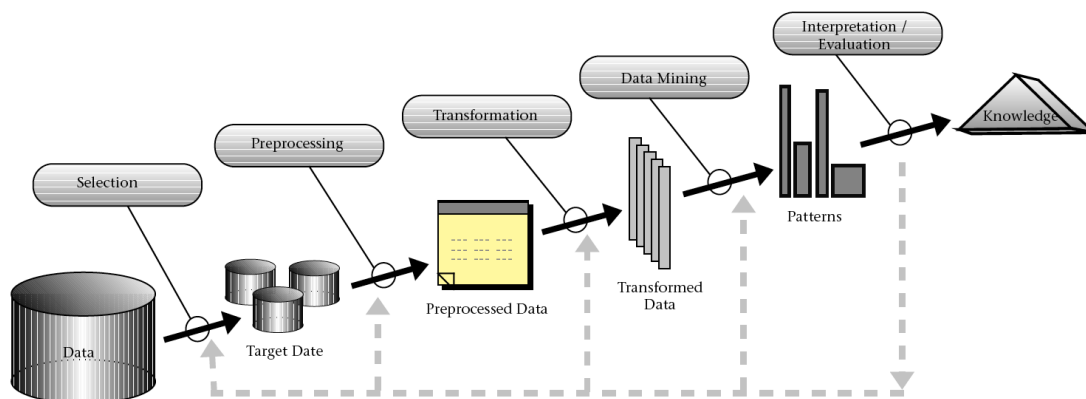 Interpretation /
Evaluation
Data Mining
Knowledge
Transformation
Preprocessing
Selection
Patterns
Transformed
Data
Preprocessed Data
Target Date
Data